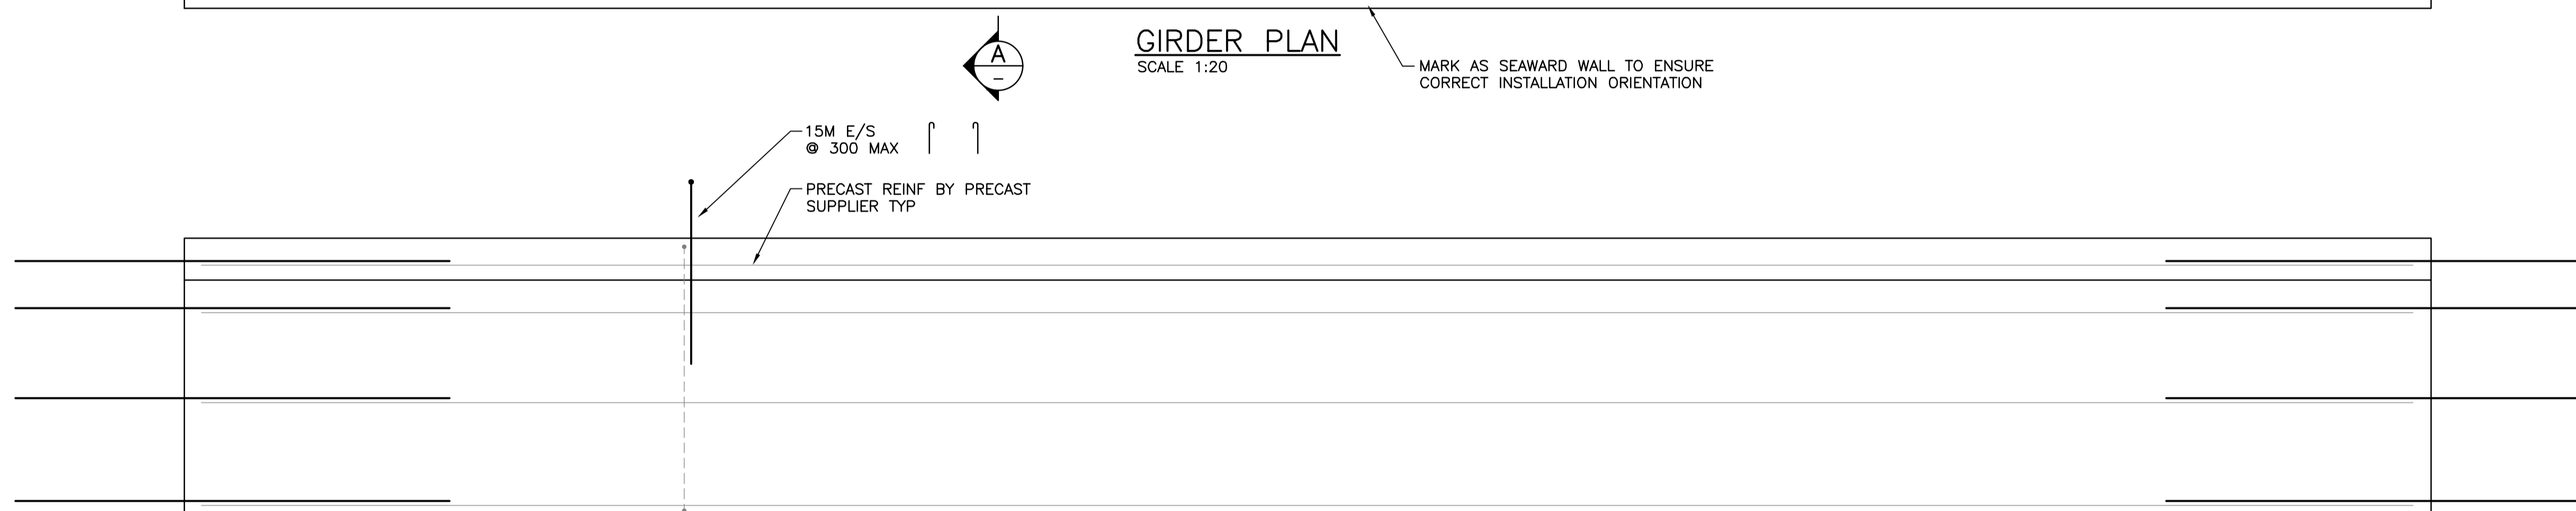 A
–
GIRDER PLAN
SCALE 1:20
MARK AS SEAWARD WALL TO ENSURE
CORRECT INSTALLATION ORIENTATION
15M E/S
@ 300 MAX
PRECAST REINF BY PRECAST
SUPPLIER TYP